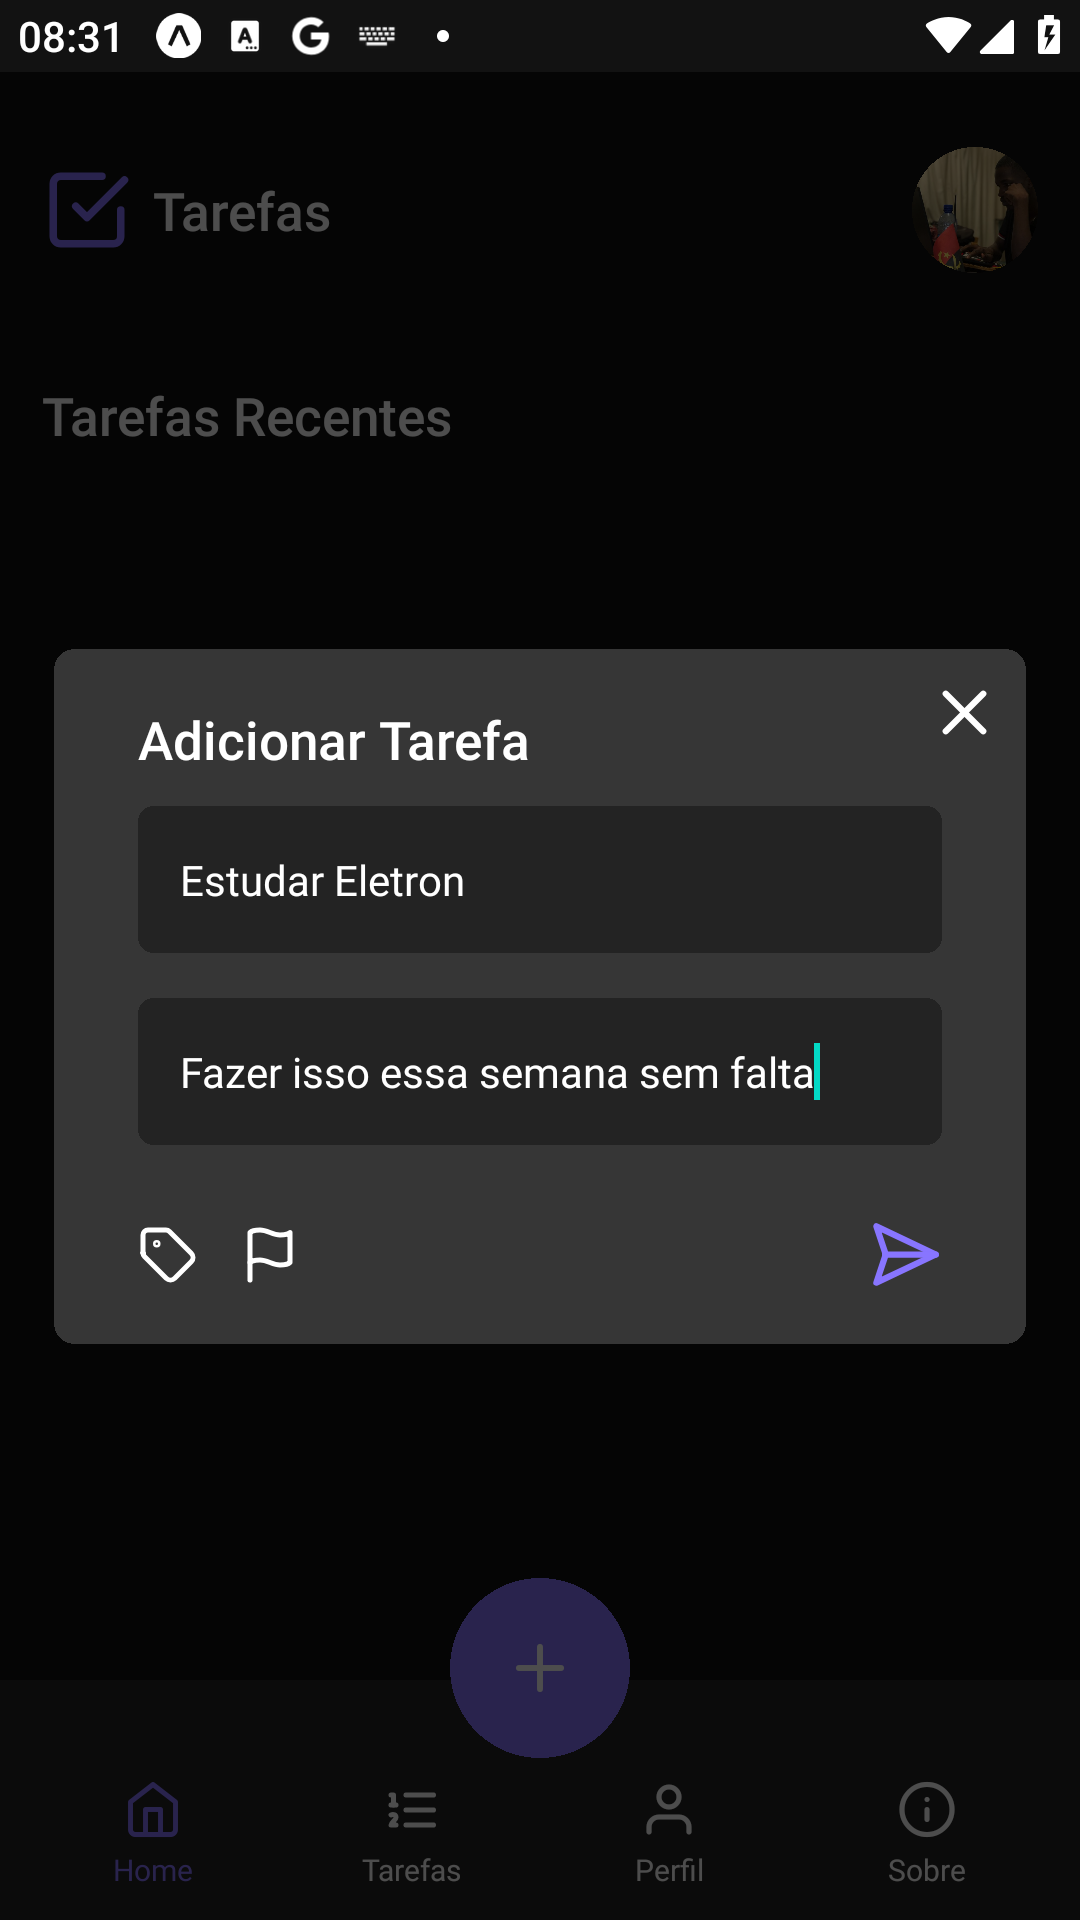 08:31
Tarefas
Tarefas Recentes
Adicionar Tarefa
Estudar Eletron
Fazer isso essa semana sem falta
Home
Tarefas
Perfil
Sobre